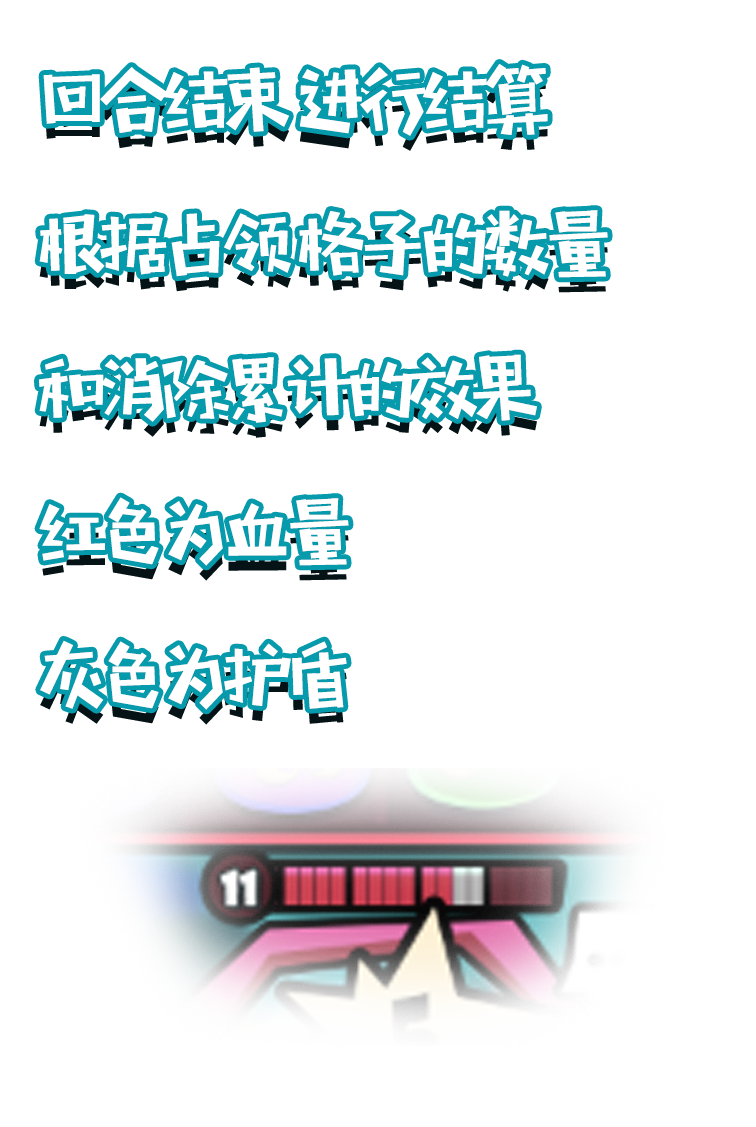 回合结束 进行结算
根据占领格子的数量
和消除累计的效果
红色为血量
灰色为护盾
11